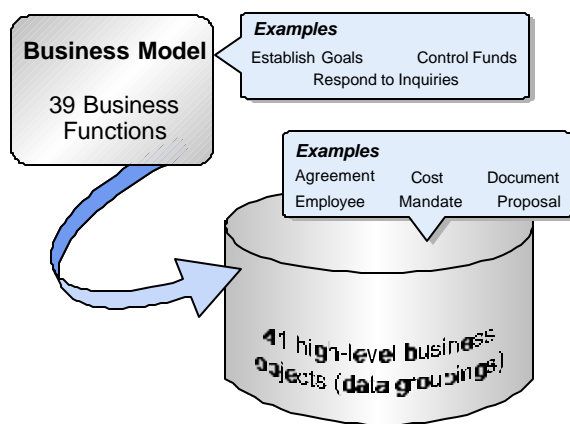 Business Model
39 Business
Functions
Examples
Establish Goals Control Funds
Respond to Inquiries
Examples
Agreement Cost Document
Employee Mandate Proposal
41 high-level business
objects (data groupings)